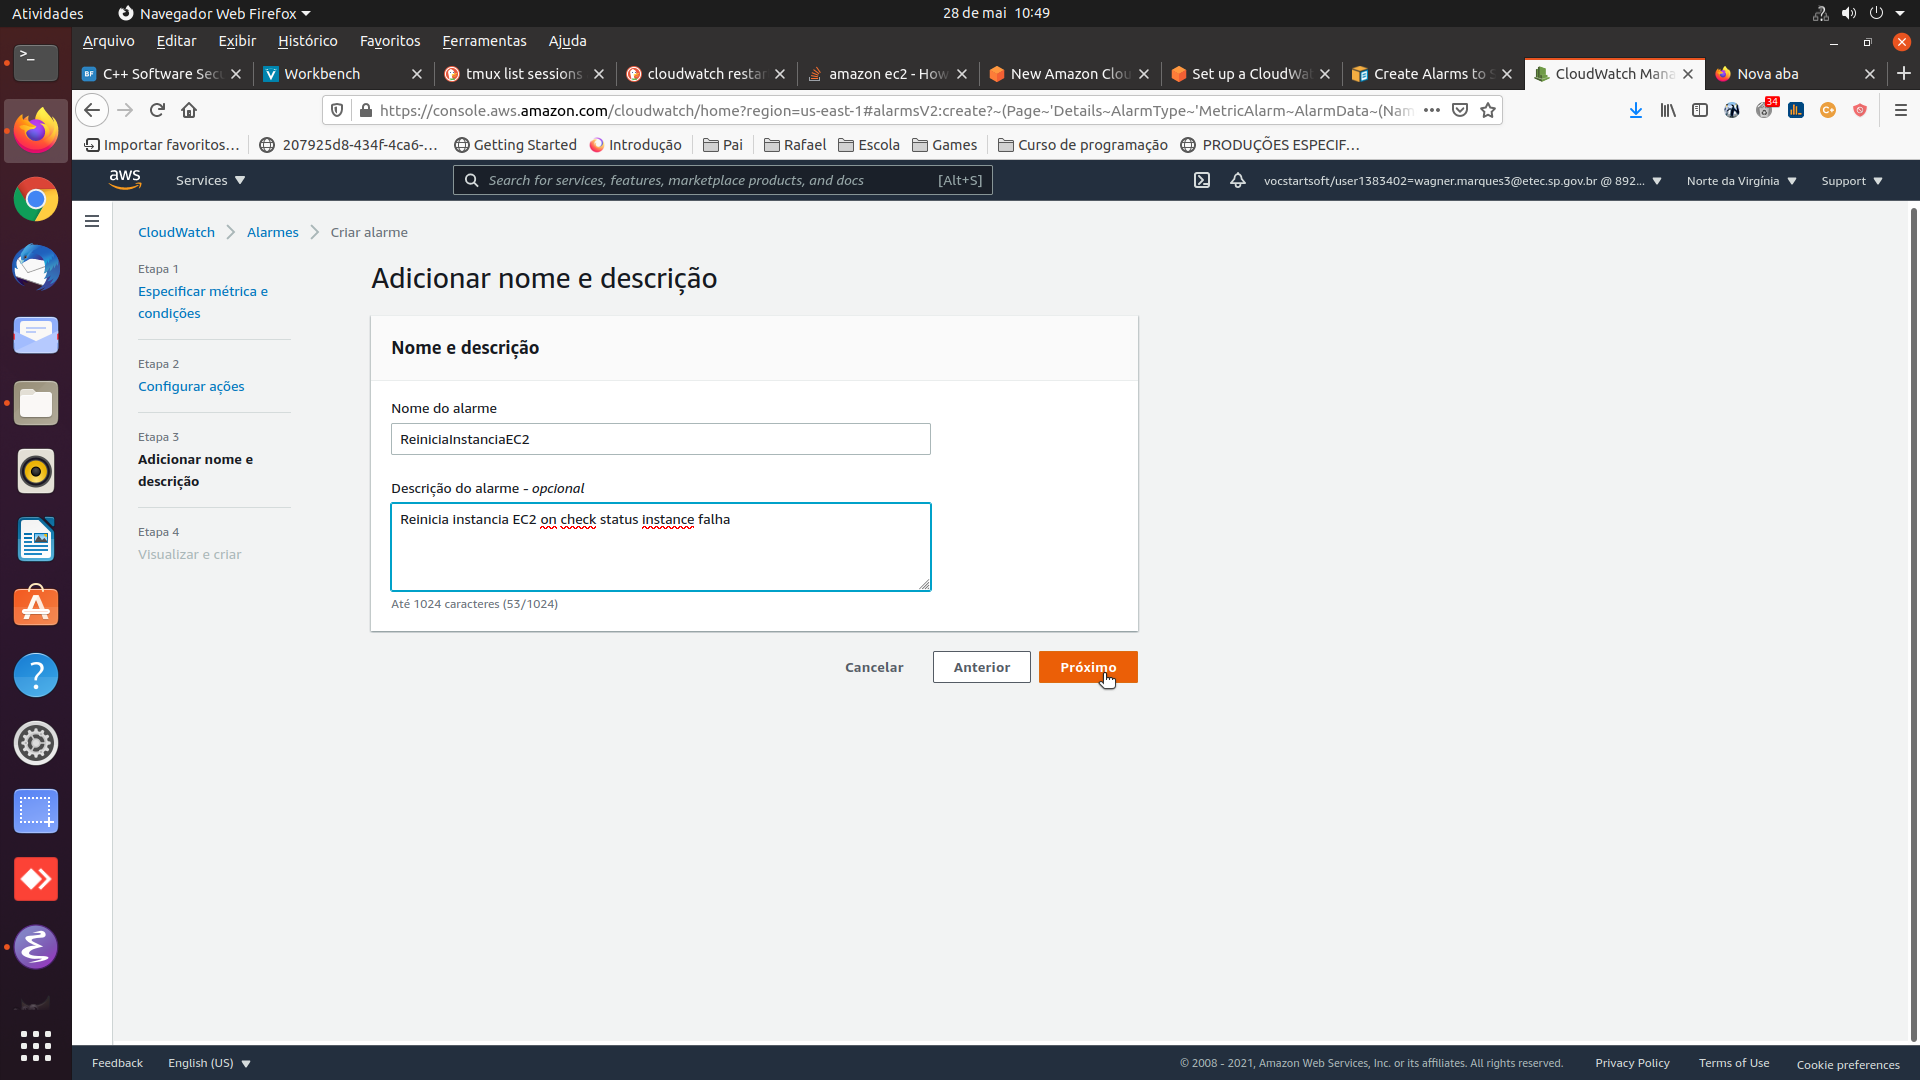 Atividades
Navegador Web Firefox
28 de mai 10:49
Arquivo Editar Exibir Histórico Favoritos Ferramentas Ajuda
C++ Software Sec
Workbench
tmux list sessions
cloudwatch restar
amazon ec2 - How
New Amazon Clou
Set up a CloudWat
Create Alarms to S
CloudWatch Mana
Nova aba
https://console.aws.amazon.com/cloudwatch/home?region=us-east-1#alarmsV2:create?~(Page~'Details~AlarmType~'MetricAlarm~AlarmData~(Nam
34
Importar favoritos...
207925d8-434f-4ca6-...
Getting Started
Introdução
Pai
Rafael
Escola
Games
Curso de programação
PRODUÇÕES ESPECIF...
aws
Services
Search for services, features, marketplace products, and docs
[Alt+S]
vocstartsoft/user1383402=wagner.marques3@etec.sp.gov.br @ 892...
Norte da Virgínia
Support
CloudWatch
Alarmes
Criar alarme
Etapa 1
Especificar métrica e
condições
Etapa 2
Configurar ações
Etapa 3
Adicionar nome e
descrição
Etapa 4
Visualizar e criar
Adicionar nome e descrição
Nome e descrição
Nome do alarme
ReiniciaInstanciaEC2
Descrição do alarme - opcional
Reinicia instancia EC2 on check status instance falha
Até 1024 caracteres (53/1024)
Cancelar
Anterior
Próximo
Feedback
English (US)
© 2008 - 2021, Amazon Web Services, Inc. or its affiliates. All rights reserved.
Privacy Policy
Terms of Use
Cookie preferences